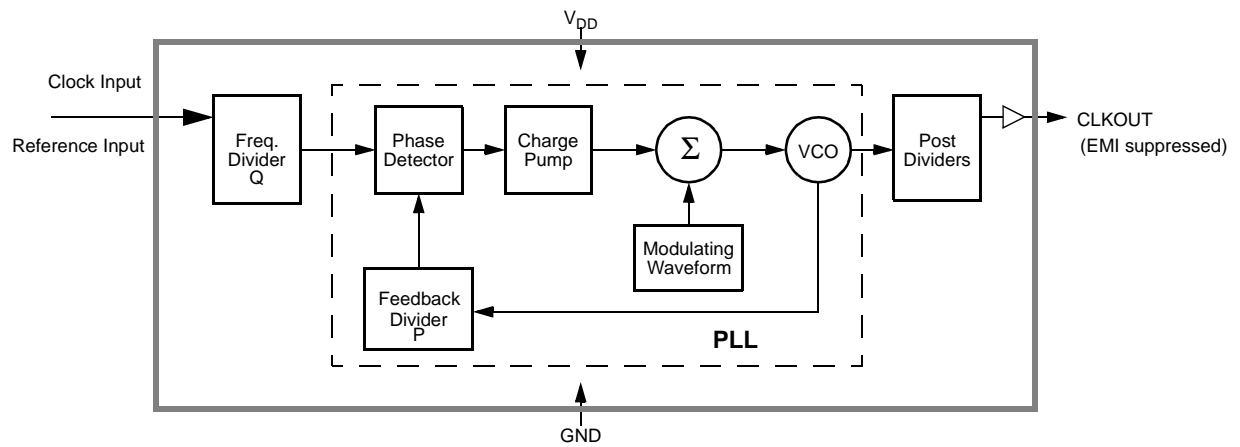 V_DD
Clock Input
Reference Input
Freq.
Divider
Q
Phase
Detector
Charge
Pump
Σ
VCO
Post
Dividers
CLKOUT
(EMI suppressed)
Modulating
Waveform
Feedback
Divider
P
PLL
GND